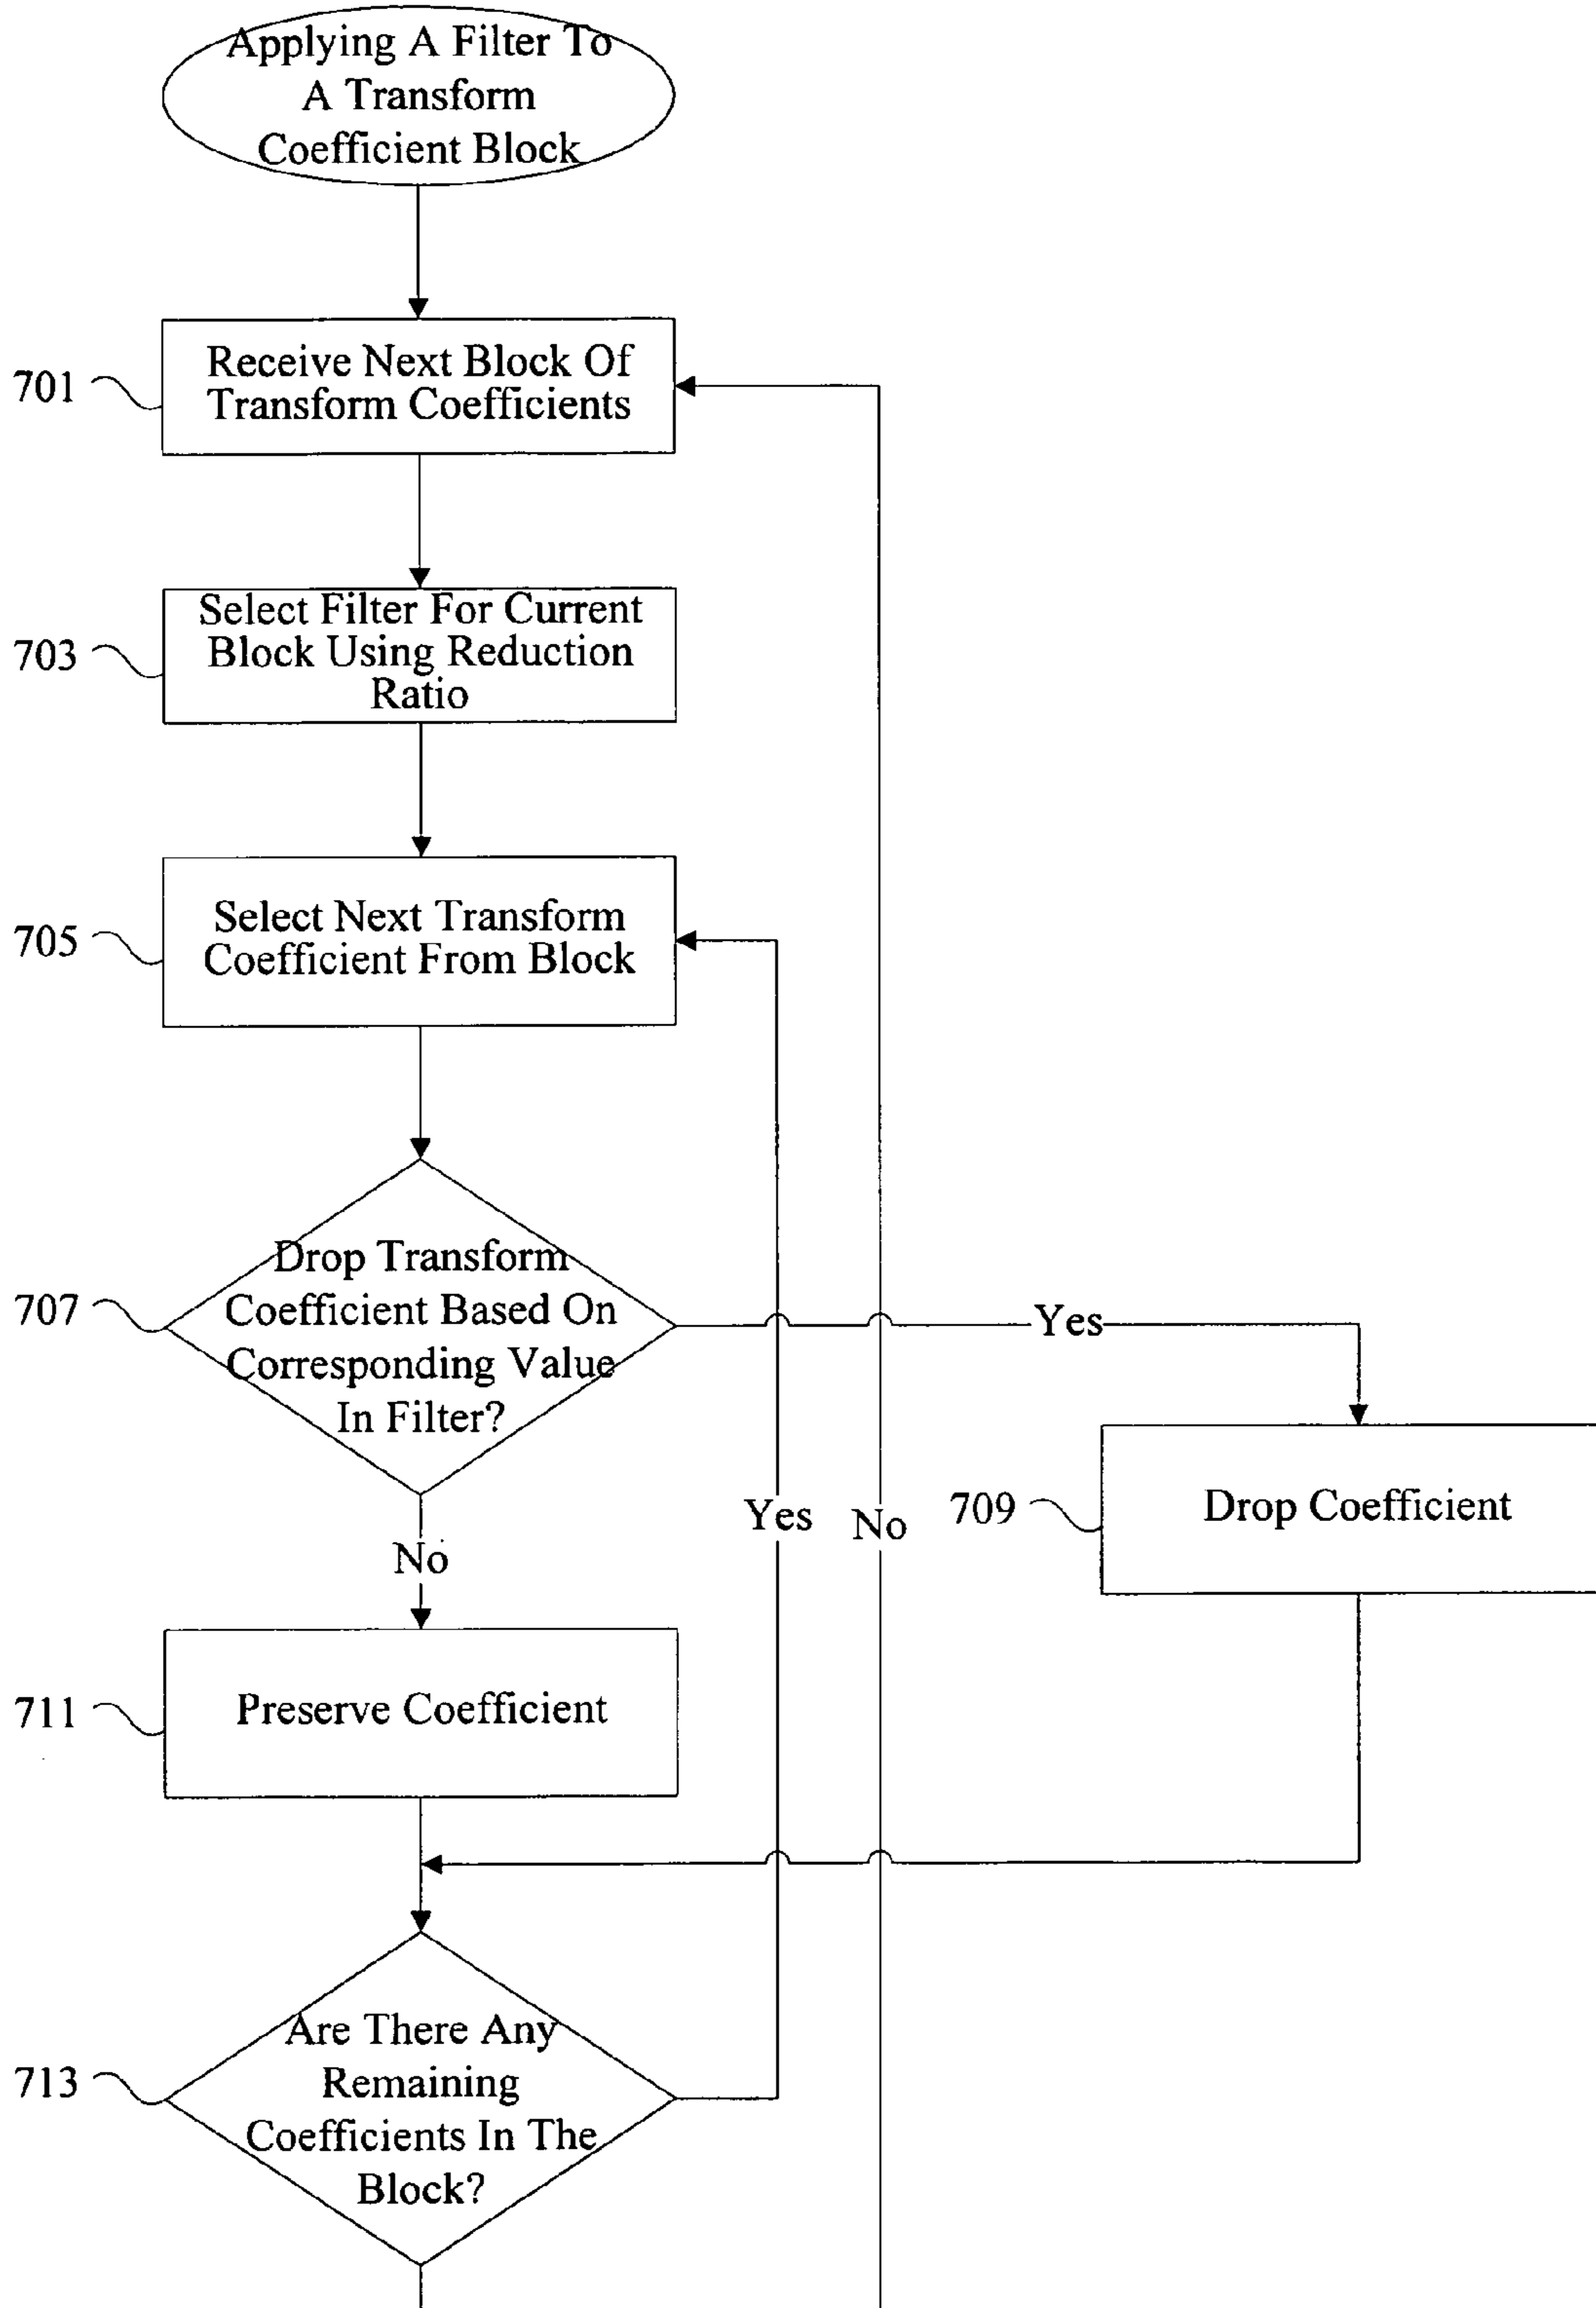 Applying A Filter To
A Transform
Coefficient Block
701
Receive Next Block Of
Transform Coefficients
703
Select Filter For Current
Block Using Reduction
Ratio
705
Select Next Transform
Coefficient From Block
707
Drop Transform
Coefficient Based On
Corresponding Value
In Filter?
Yes
Yes
No
709
Drop Coefficient
No
711
Preserve Coefficient
713
Are There Any
Remaining
Coefficients In The
Block?